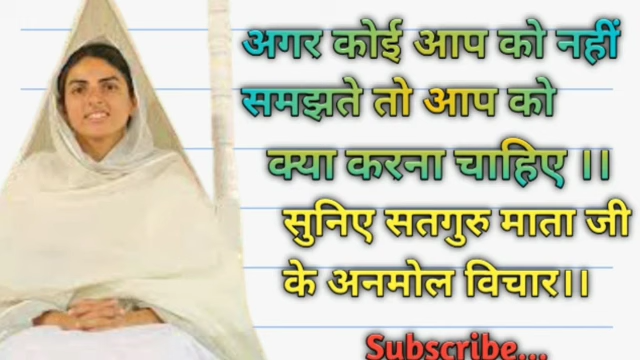 अगर कोई आप को नहीं
समझते तो आप को
क्या करना चाहिए ।।
सुनिए सतगुरु माता जी
के अनमोल विचार।।
Subscribe...